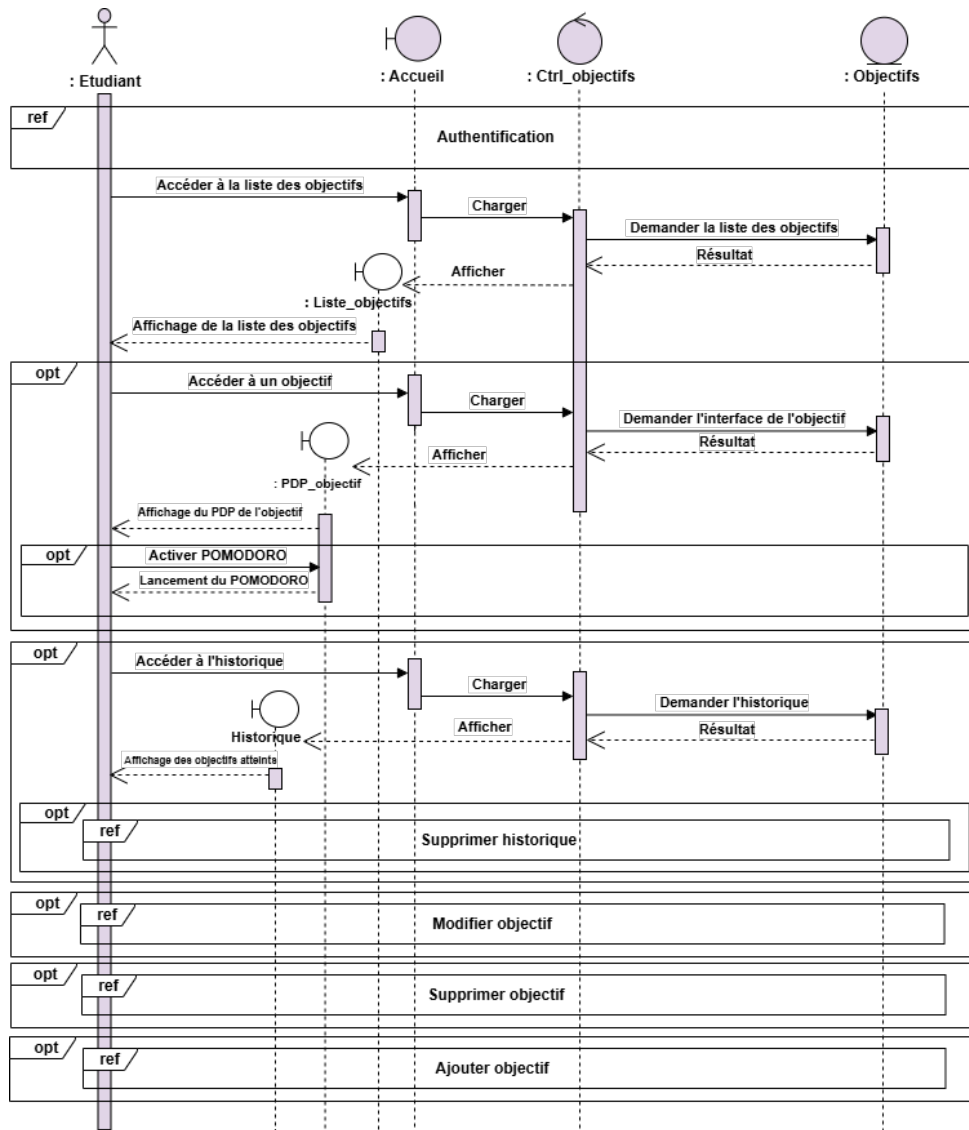 : Etudiant
: Accueil
: Ctrl_objectifs
: Objectifs
ref
Authentification
Accéder à la liste des objectifs
Charger
Demander la liste des objectifs
Résultat
Afficher
: Liste_objectifs
Affichage de la liste des objectifs
opt
Accéder à un objectif
Charger
Demander l'interface de l'objectif
Résultat
Afficher
: PDP_objectif
Affichage du PDP de l'objectif
opt
Activer POMODORO
Lancement du POMODORO
opt
Accéder à l'historique
Charger
Demander l'historique
Résultat
Afficher
Historique
Affichage des objectifs atteints
opt
ref
Supprimer historique
opt
ref
Modifier objectif
opt
ref
Supprimer objectif
opt
ref
Ajouter objectif